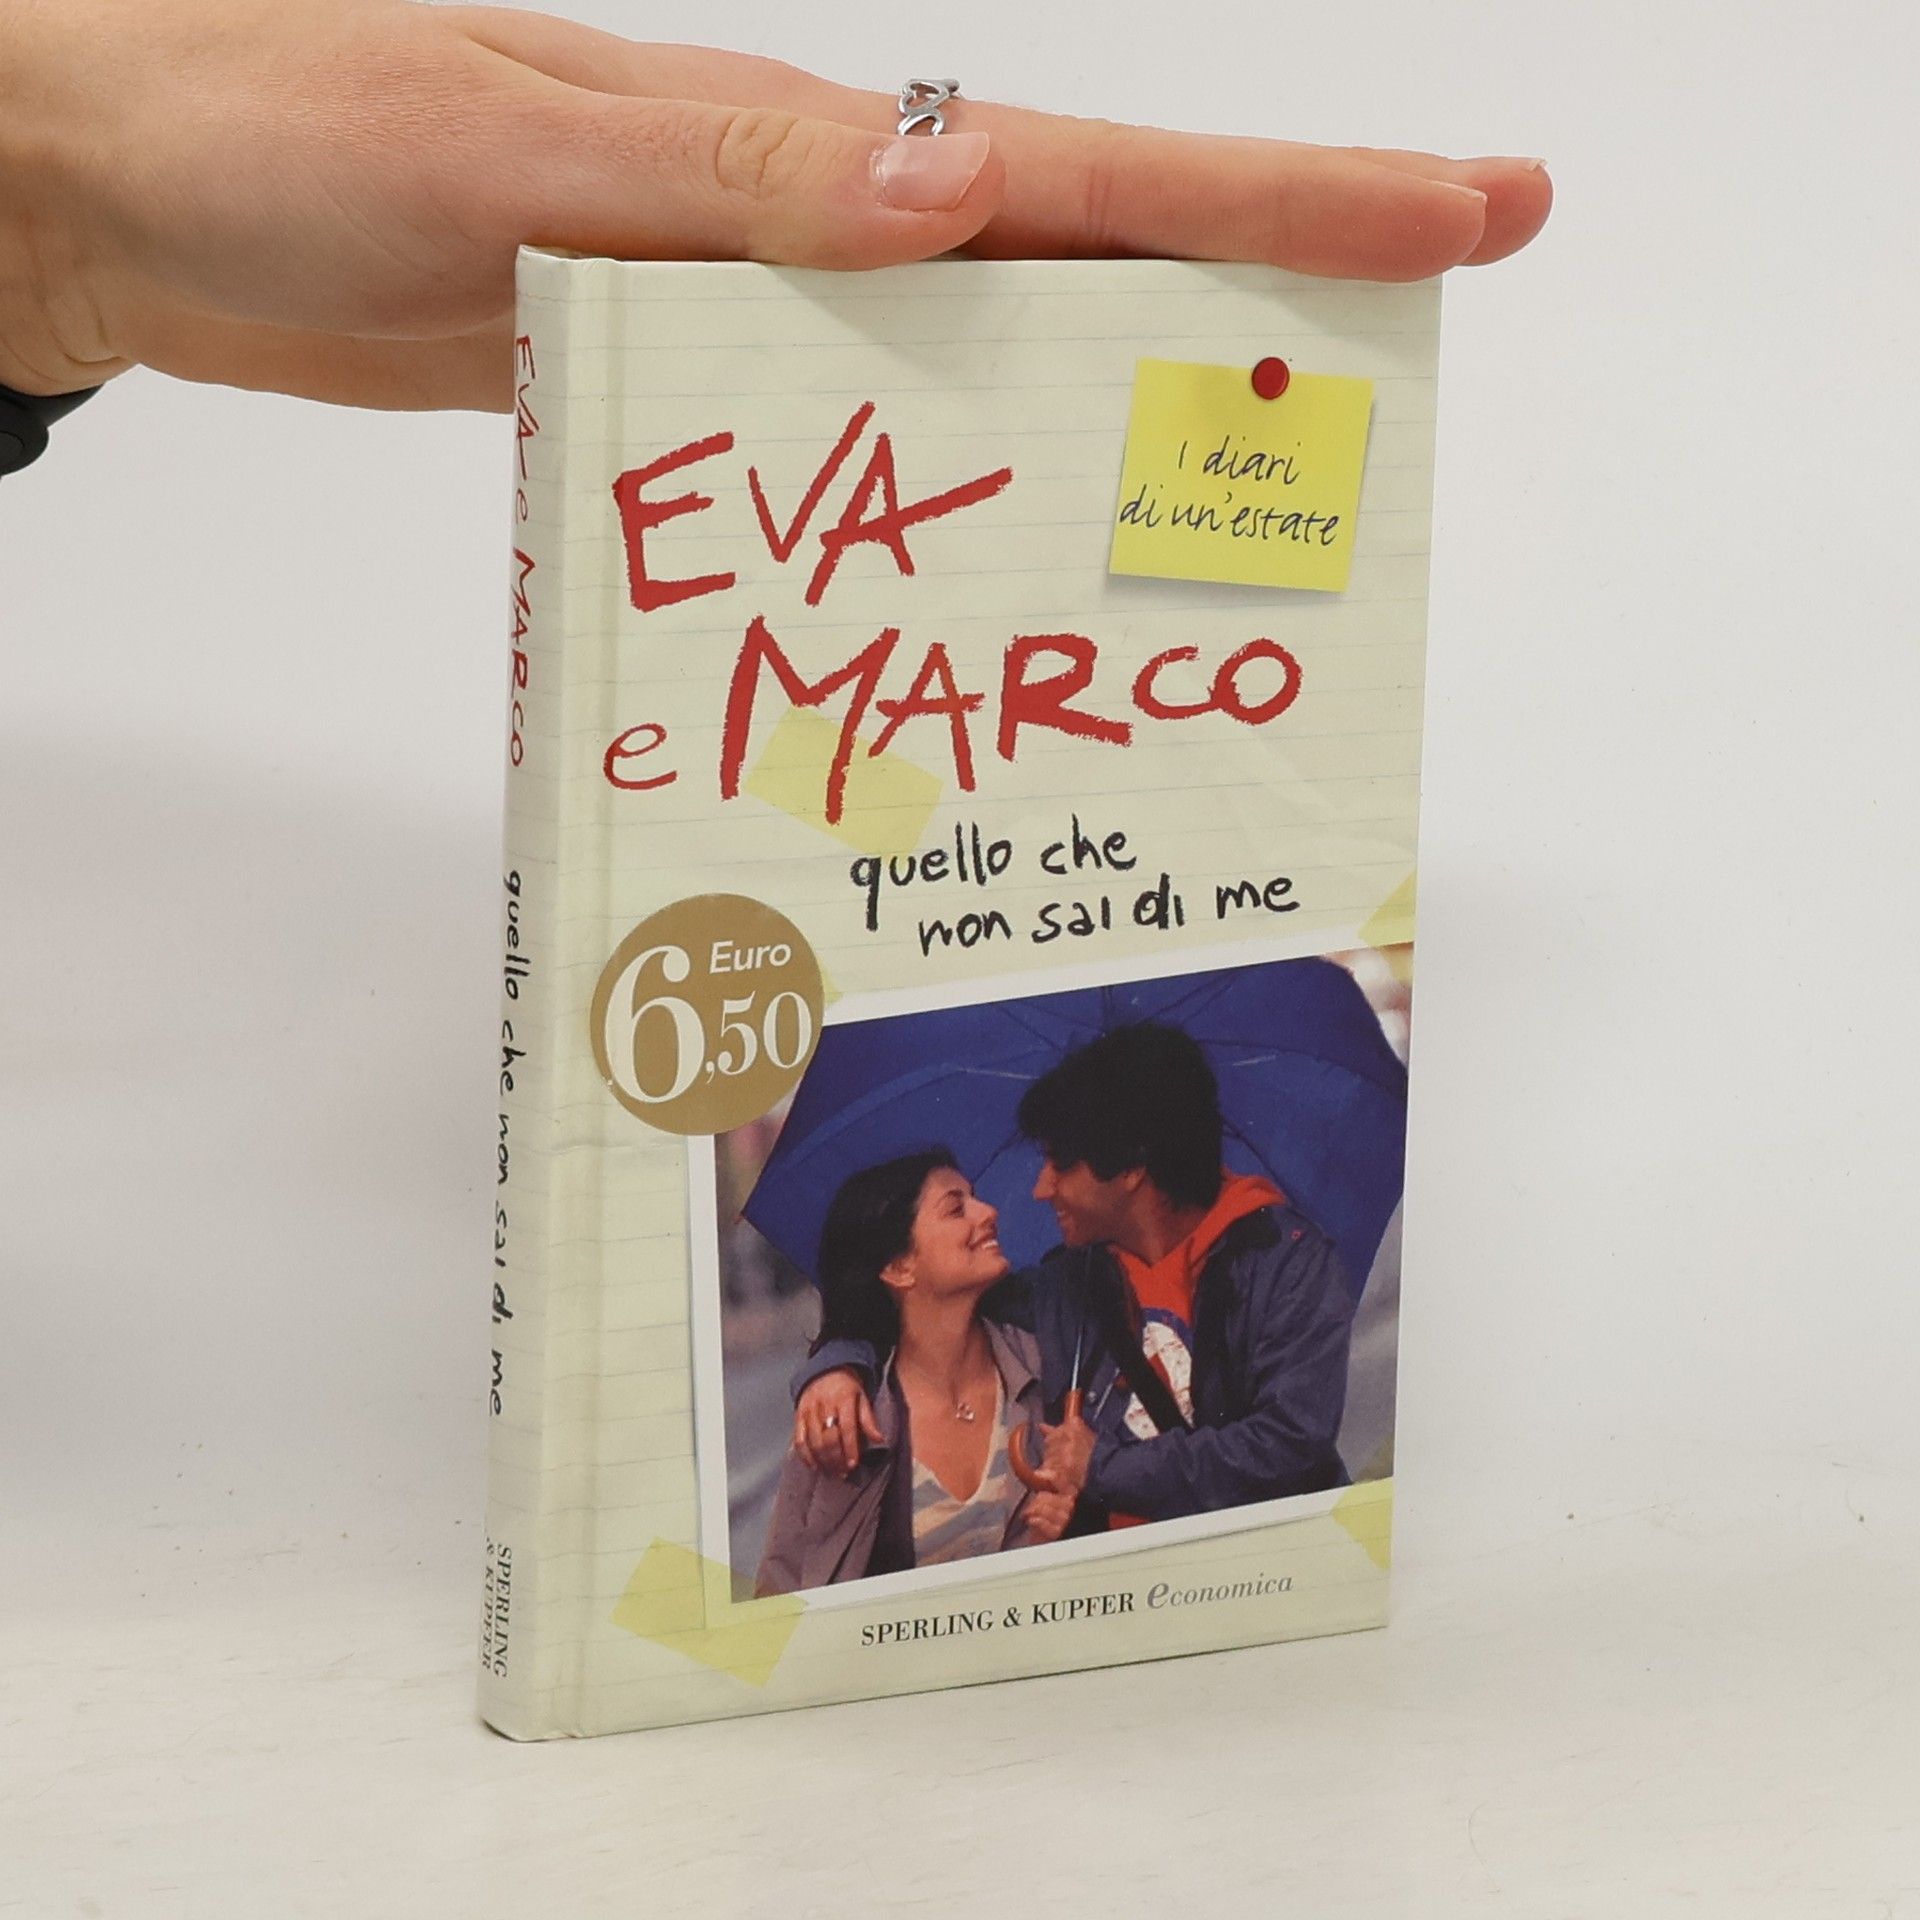 EVA
e MARCO
quello che
non sai di me
I diari
di un'estate
Euro
6,50
SPERLING & KUPFER economica
EVA e MARCO quello che non sai di me SPERLING
& KUPFER